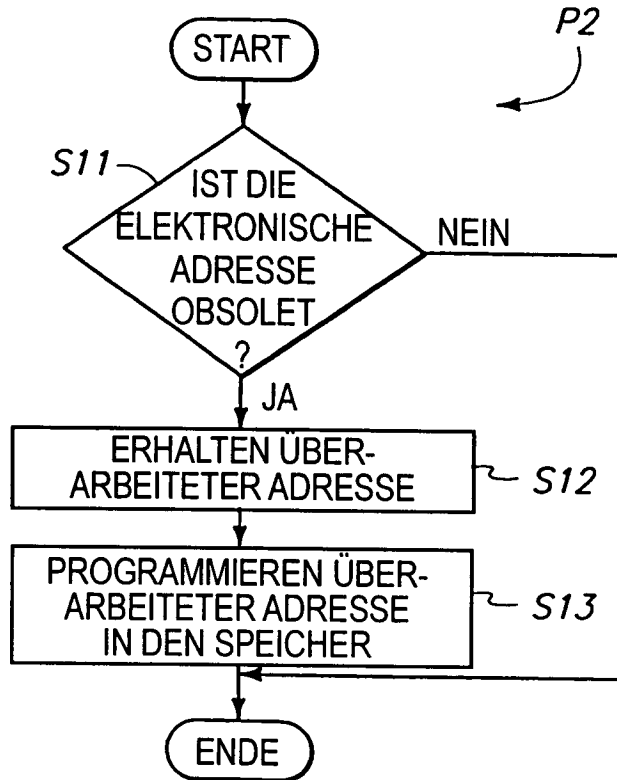 START
P2
S11
IST DIE
ELEKTRONISCHE
ADRESSE
OBSOLET
?
NEIN
JA
ERHALTEN ÜBER-
ARBEITETER ADRESSE
S12
PROGRAMMIEREN ÜBER-
ARBEITETER ADRESSE
IN DEN SPEICHER
S13
ENDE